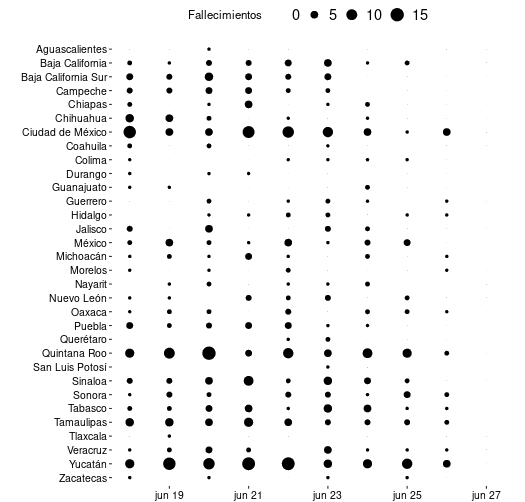 Fallecimientos 0 5 10 15
Aguascalientes
Baja California
Baja California Sur
Campeche
Chiapas
Chihuahua
Ciudad de México
Coahuila
Colima
Durango
Guanajuato
Guerrero
Hidalgo
Jalisco
México
Michoacán
Morelos
Nayarit
Nuevo León
Oaxaca
Puebla
Querétaro
Quintana Roo
San Luis Potosí
Sinaloa
Sonora
Tabasco
Tamaulipas
Tlaxcala
Veracruz
Yucatán
Zacatecas
jun 19 jun 21 jun 23 jun 25 jun 27